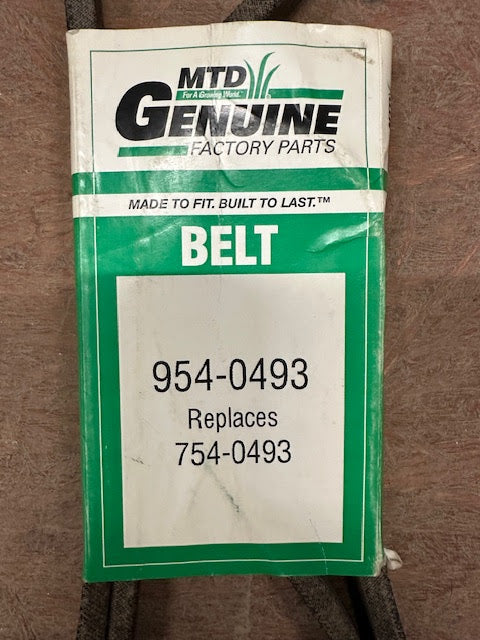 MTD
For A Growing World.™
GENUINE
FACTORY PARTS
MADE TO FIT. BUILT TO LAST.™
BELT
954-0493
Replaces
754-0493